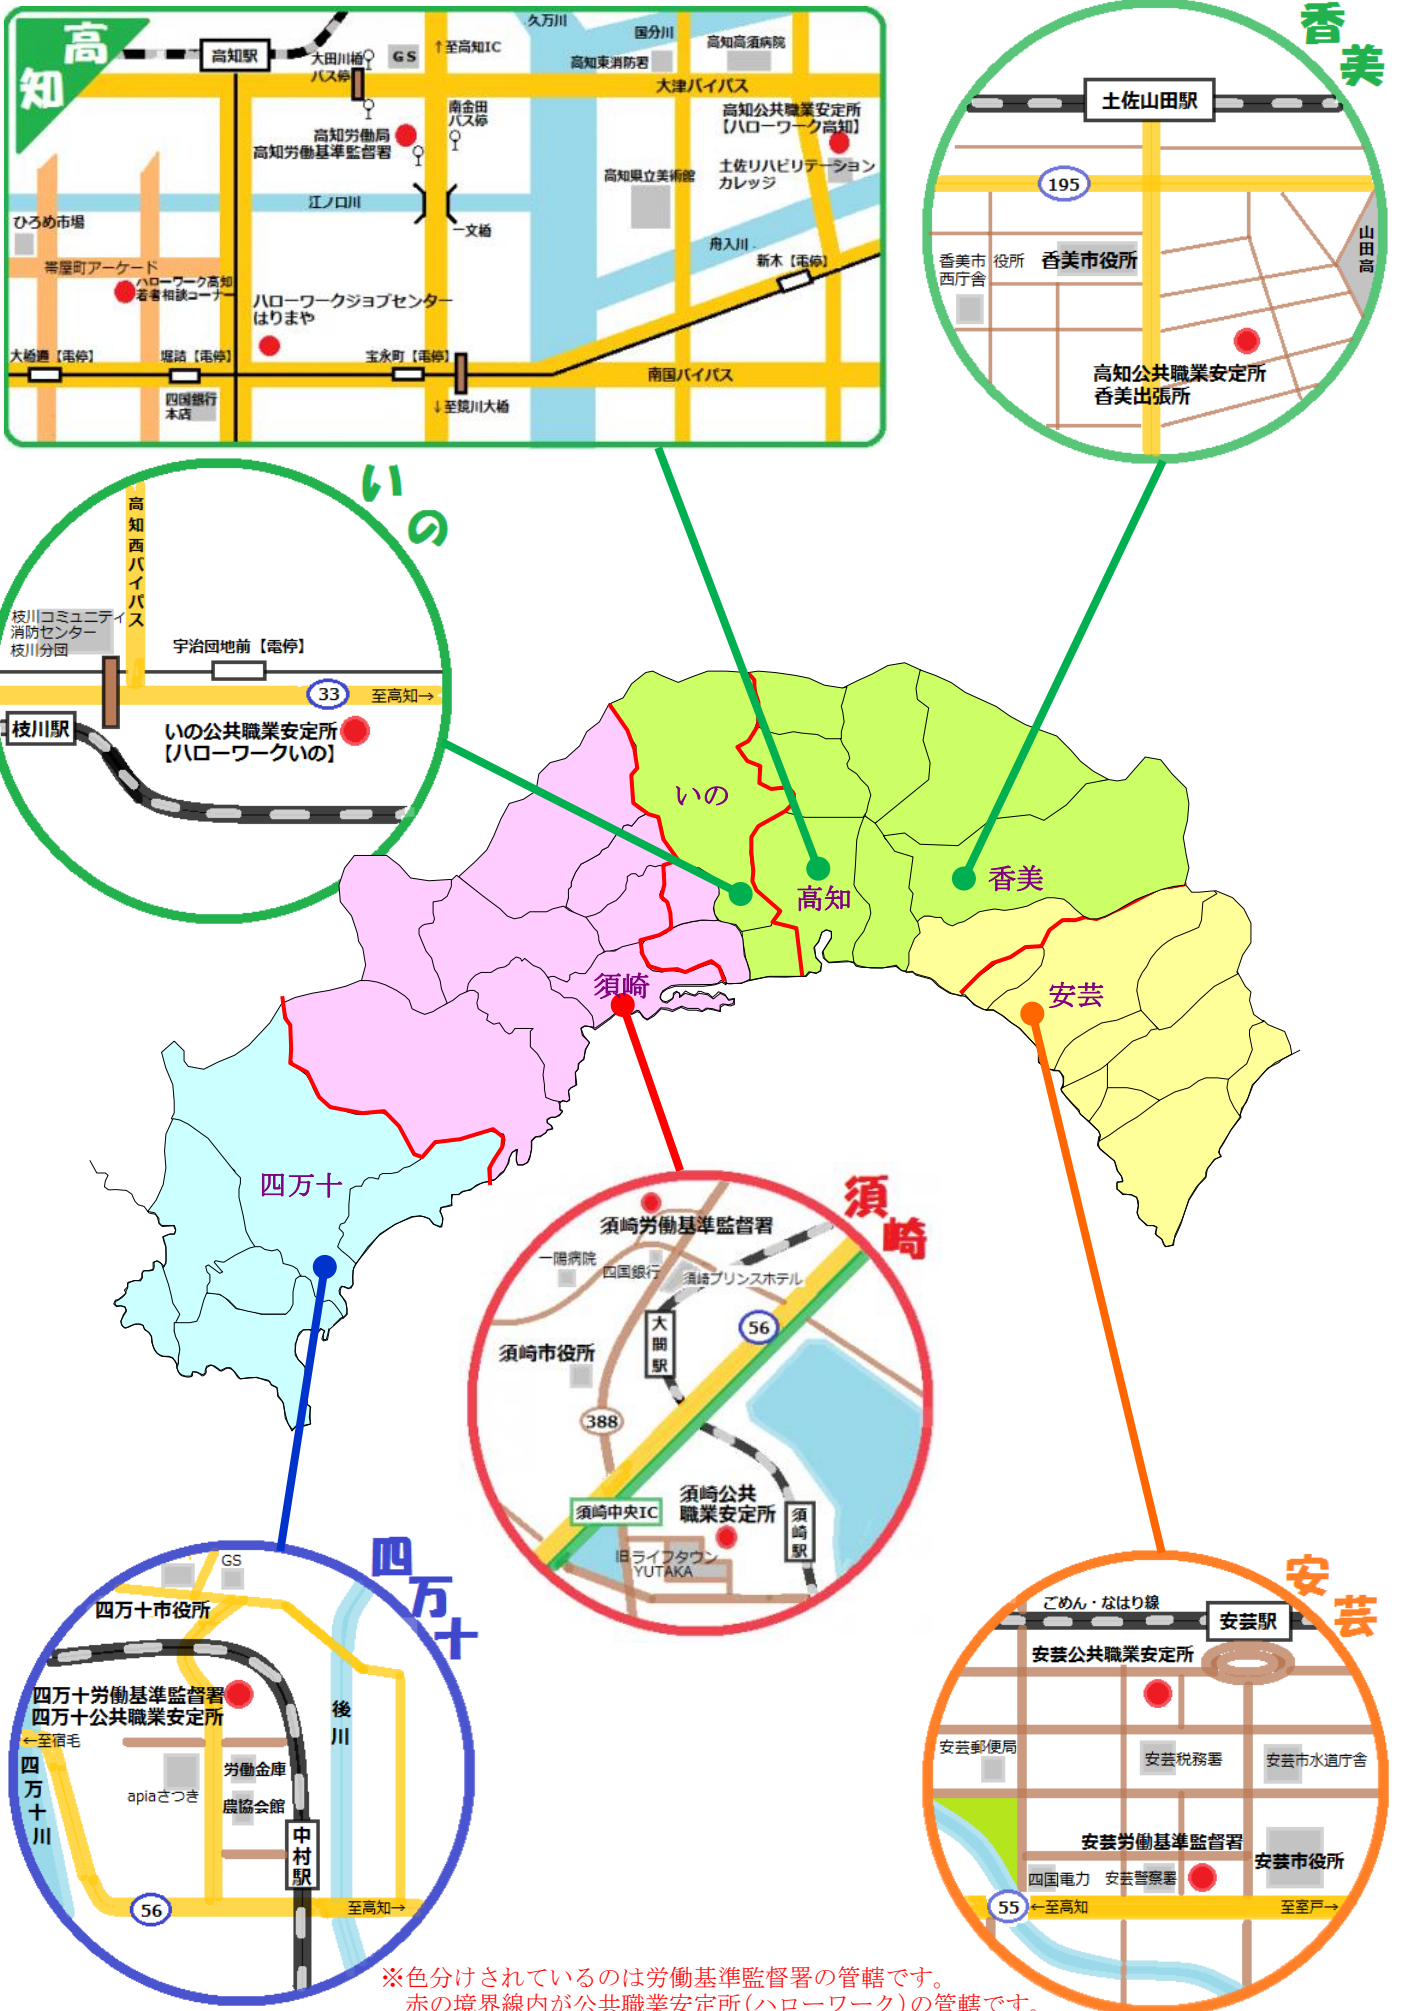 高知
高知駅
大田川橋
バス停
GS
↑至高知IC
久万川
国分川
高知東消防署
高知高須病院
大津バイパス
南金田
バス停
高知労働局
高知労働基準監督署
高知公共職業安定所
【ハローワーク高知】
土佐リハビリテーション
カレッジ
高知県立美術館
江ノ口川
一文橋
ひろめ市場
帯屋町アーケード
ハローワーク高知
若者相談コーナー
ハローワークジョブセンター
はりまや
舟入川
新木【電停】
大橋通【電停】
堀詰【電停】
宝永町【電停】
南国バイパス
四国銀行
本店
↓至鏡川大橋
香美
土佐山田駅
195
山田高
香美市 役所
西庁舎
香美市役所
高知公共職業安定所
香美出張所
いの
高知西バイパス
枝川コミュニティ
消防センター
枝川分団
宇治団地前【電停】
33
至高知→
枝川駅
いの公共職業安定所
【ハローワークいの】
いの
高知
香美
須崎
安芸
四万十
須崎
須崎労働基準監督署
一陽病院
四国銀行
須崎プリンスホテル
大間駅
56
須崎市役所
388
須崎中央IC
須崎公共
職業安定所
須崎駅
旧ライフタウン
YUTAKA
四万十
GS
四万十市役所
四万十労働基準監督署
四万十公共職業安定所
←至宿毛
後川
四万十川
労働金庫
apiaさつき
農協会館
中村駅
56
至高知→
安芸
ごめん・なはり線
安芸駅
安芸公共職業安定所
安芸郵便局
安芸税務署
安芸市水道庁舎
安芸労働基準監督署
安芸市役所
四国電力
安芸警察署
55
←至高知
至室戸→
※色分けされているのは労働基準監督署の管轄です。
赤の境界線内が公共職業安定所(ハローワーク)の管轄です。